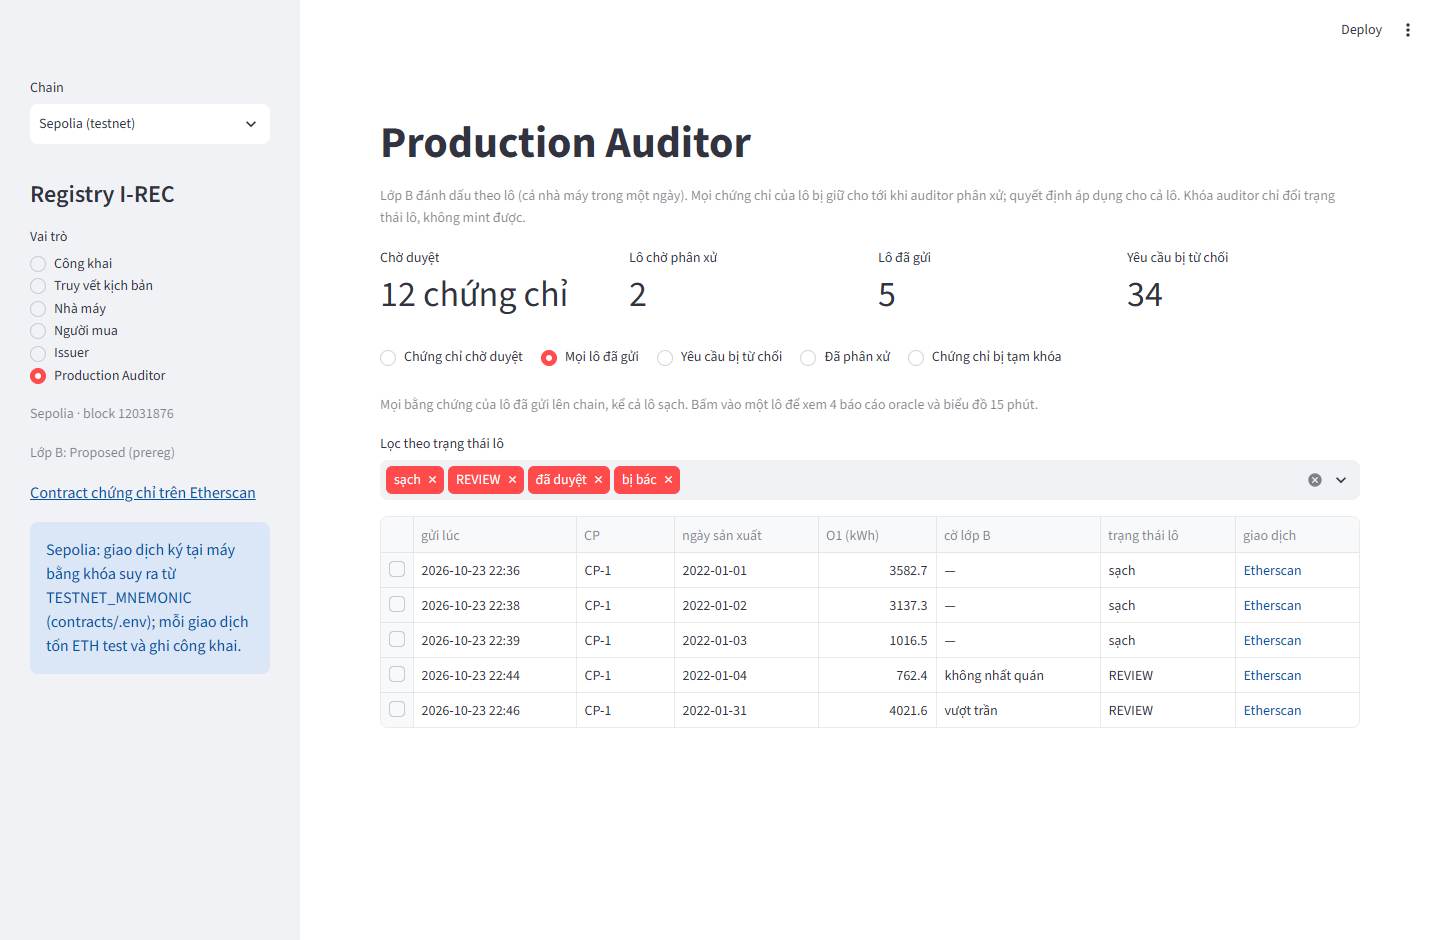 Deploy
Chain
Sepolia (testnet)
Registry I-REC
Vai trò
Công khai
Truy vết kịch bản
Nhà máy
Người mua
Issuer
Production Auditor
Sepolia · block 12031876
Lớp B: Proposed (prereg)
Contract chứng chỉ trên Etherscan
Sepolia: giao dịch ký tại máy
bằng khóa suy ra từ
TESTNET_MNEMONIC
(contracts/.env); mỗi giao dịch
tốn ETH test và ghi công khai.
Production Auditor
Lớp B đánh dấu theo lô (cả nhà máy trong một ngày). Mọi chứng chỉ của lô bị giữ cho tới khi auditor phân xử; quyết định áp dụng cho cả lô. Khóa auditor chỉ đổi trạng
thái lô, không mint được.
Chờ duyệt Lô chờ phân xử Lô đã gửi Yêu cầu bị từ chối
12 chứng chỉ 2 5 34
Chứng chỉ chờ duyệt Mọi lô đã gửi Yêu cầu bị từ chối Đã phân xử Chứng chỉ bị tạm khóa
Mọi bằng chứng của lô đã gửi lên chain, kể cả lô sạch. Bấm vào một lô để xem 4 báo cáo oracle và biểu đồ 15 phút.
Lọc theo trạng thái lô
sạch REVIEW đã duyệt bị bác
gửi lúc CP ngày sản xuất O1 (kWh) cờ lớp B trạng thái lô giao dịch
2026-10-23 22:36 CP-1 2022-01-01 3582.7 — sạch Etherscan
2026-10-23 22:38 CP-1 2022-01-02 3137.3 — sạch Etherscan
2026-10-23 22:39 CP-1 2022-01-03 1016.5 — sạch Etherscan
2026-10-23 22:44 CP-1 2022-01-04 762.4 không nhất quán REVIEW Etherscan
2026-10-23 22:46 CP-1 2022-01-31 4021.6 vượt trần REVIEW Etherscan